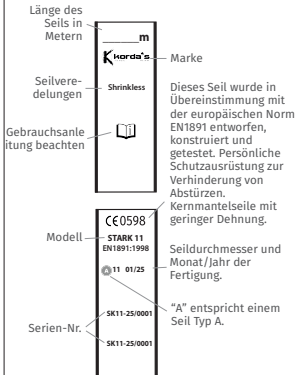 Länge des
Seils in
Metern
______m
korda's
Marke
Seilvere-
delungen
Shrinkless
Gebrauchsanle
itung beachten
Dieses Seil wurde in
Übereinstimmung mit
der europäischen Norm
EN1891 entworfen,
konstruiert und
getestet. Persönliche
Schutzausrüstung zur
Verhinderung von
Abstürzen.
Kernmantelseile mit
geringer Dehnung.
CE0598
Modell
STARK 11
EN1891:1998
A 11 01/25
Seildurchmesser und
Monat/Jahr der
Fertigung.
"A" entspricht einem
Seil Typ A.
Serien-Nr.
SK11-25/0001
SK11-25/0001